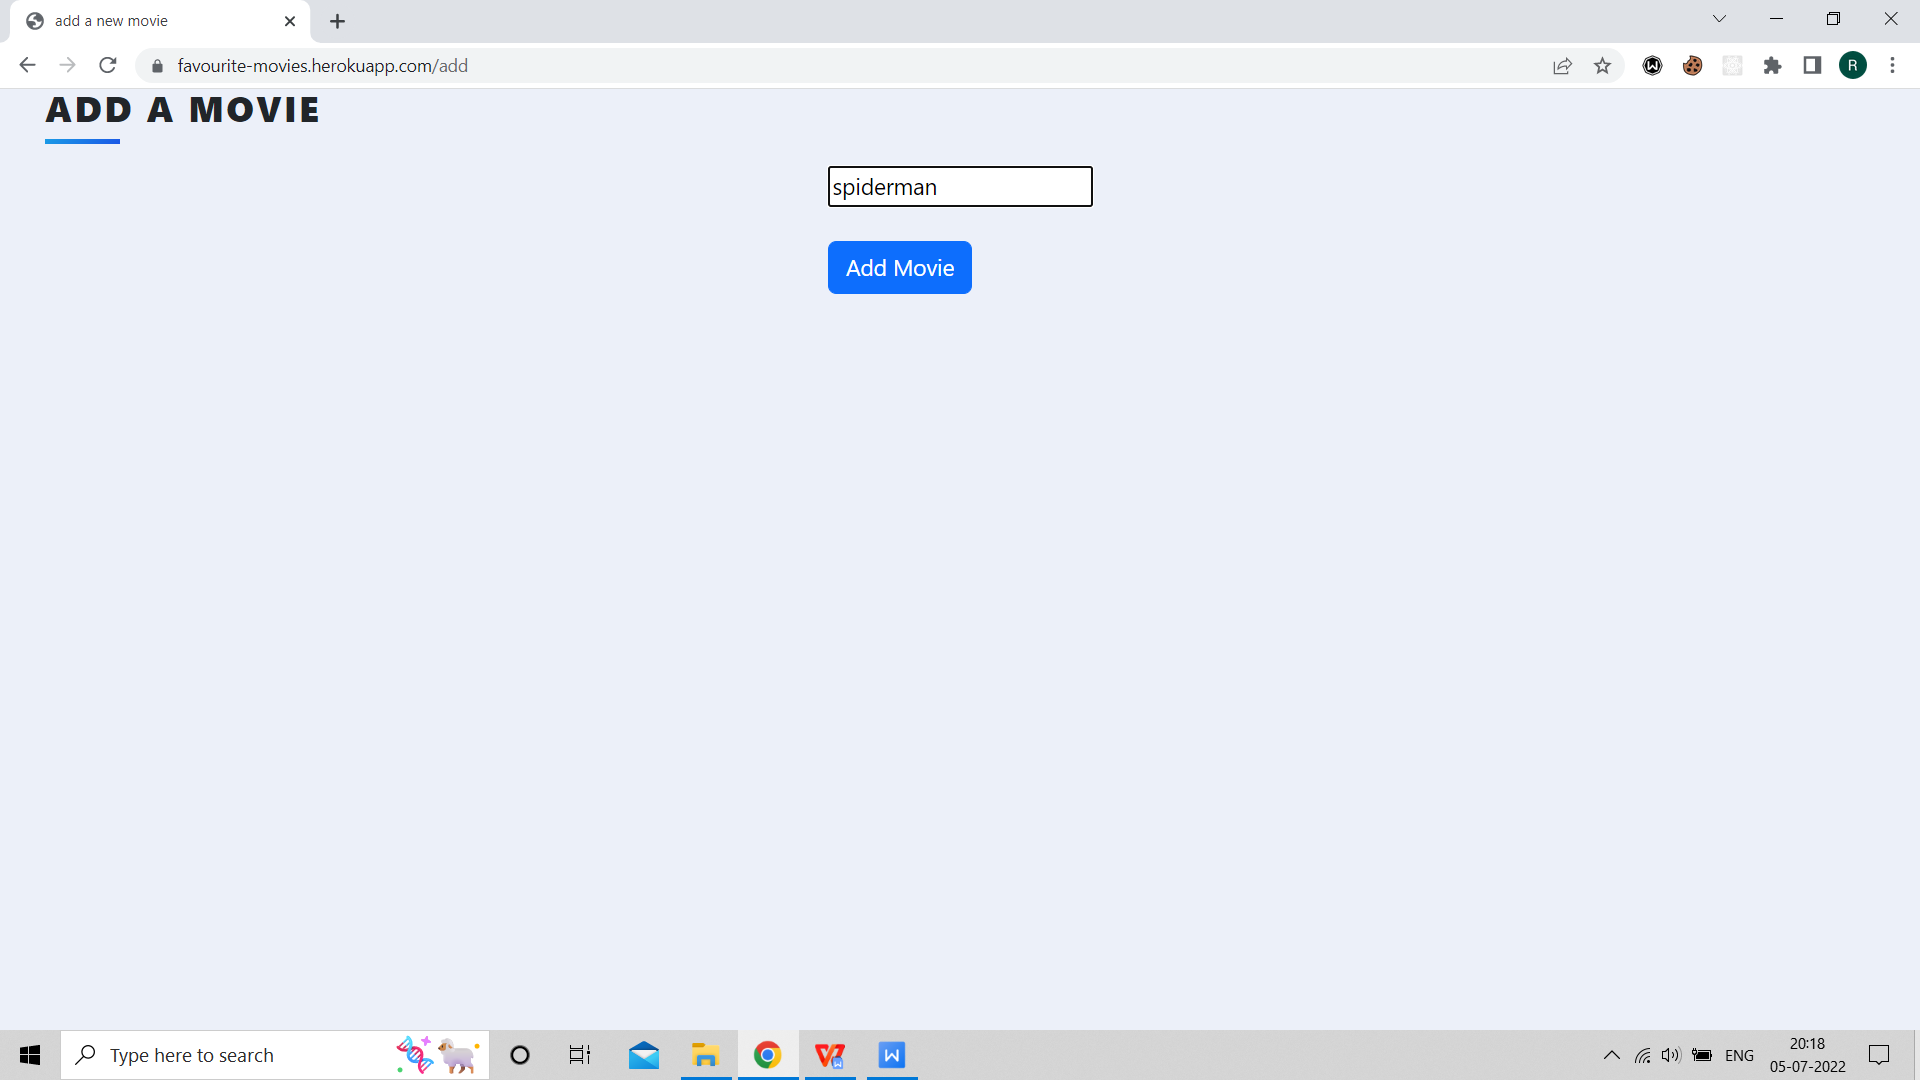 add a new movie
favourite-movies.herokuapp.com/add
R
ADD A MOVIE
spiderman
Add Movie
Type here to search
ENG
20:18
05-07-2022